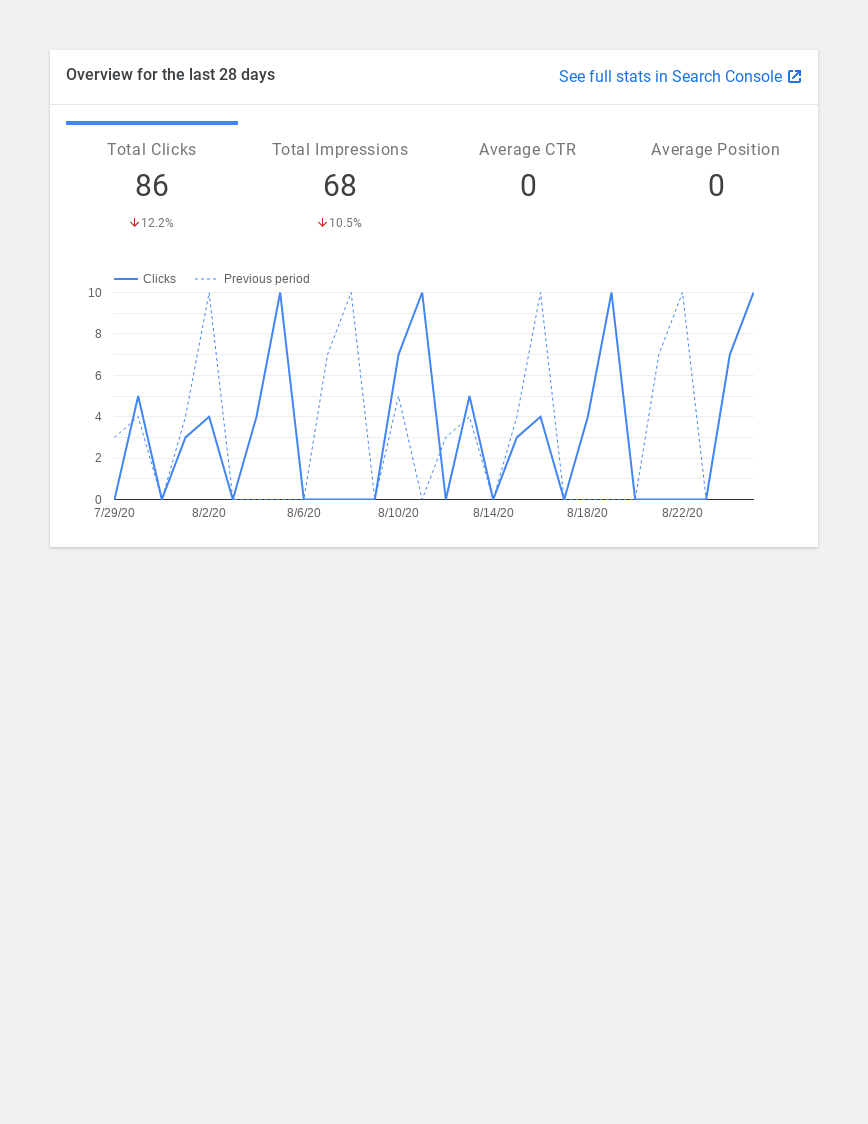 Overview for the last 28 days
See full stats in Search Console
Total Clicks
86
12.2%
Total Impressions
68
10.5%
Average CTR
0
Average Position
0
Clicks
Previous period
10
8
6
4
2
0
7/29/20
8/2/20
8/6/20
8/10/20
8/14/20
8/18/20
8/22/20